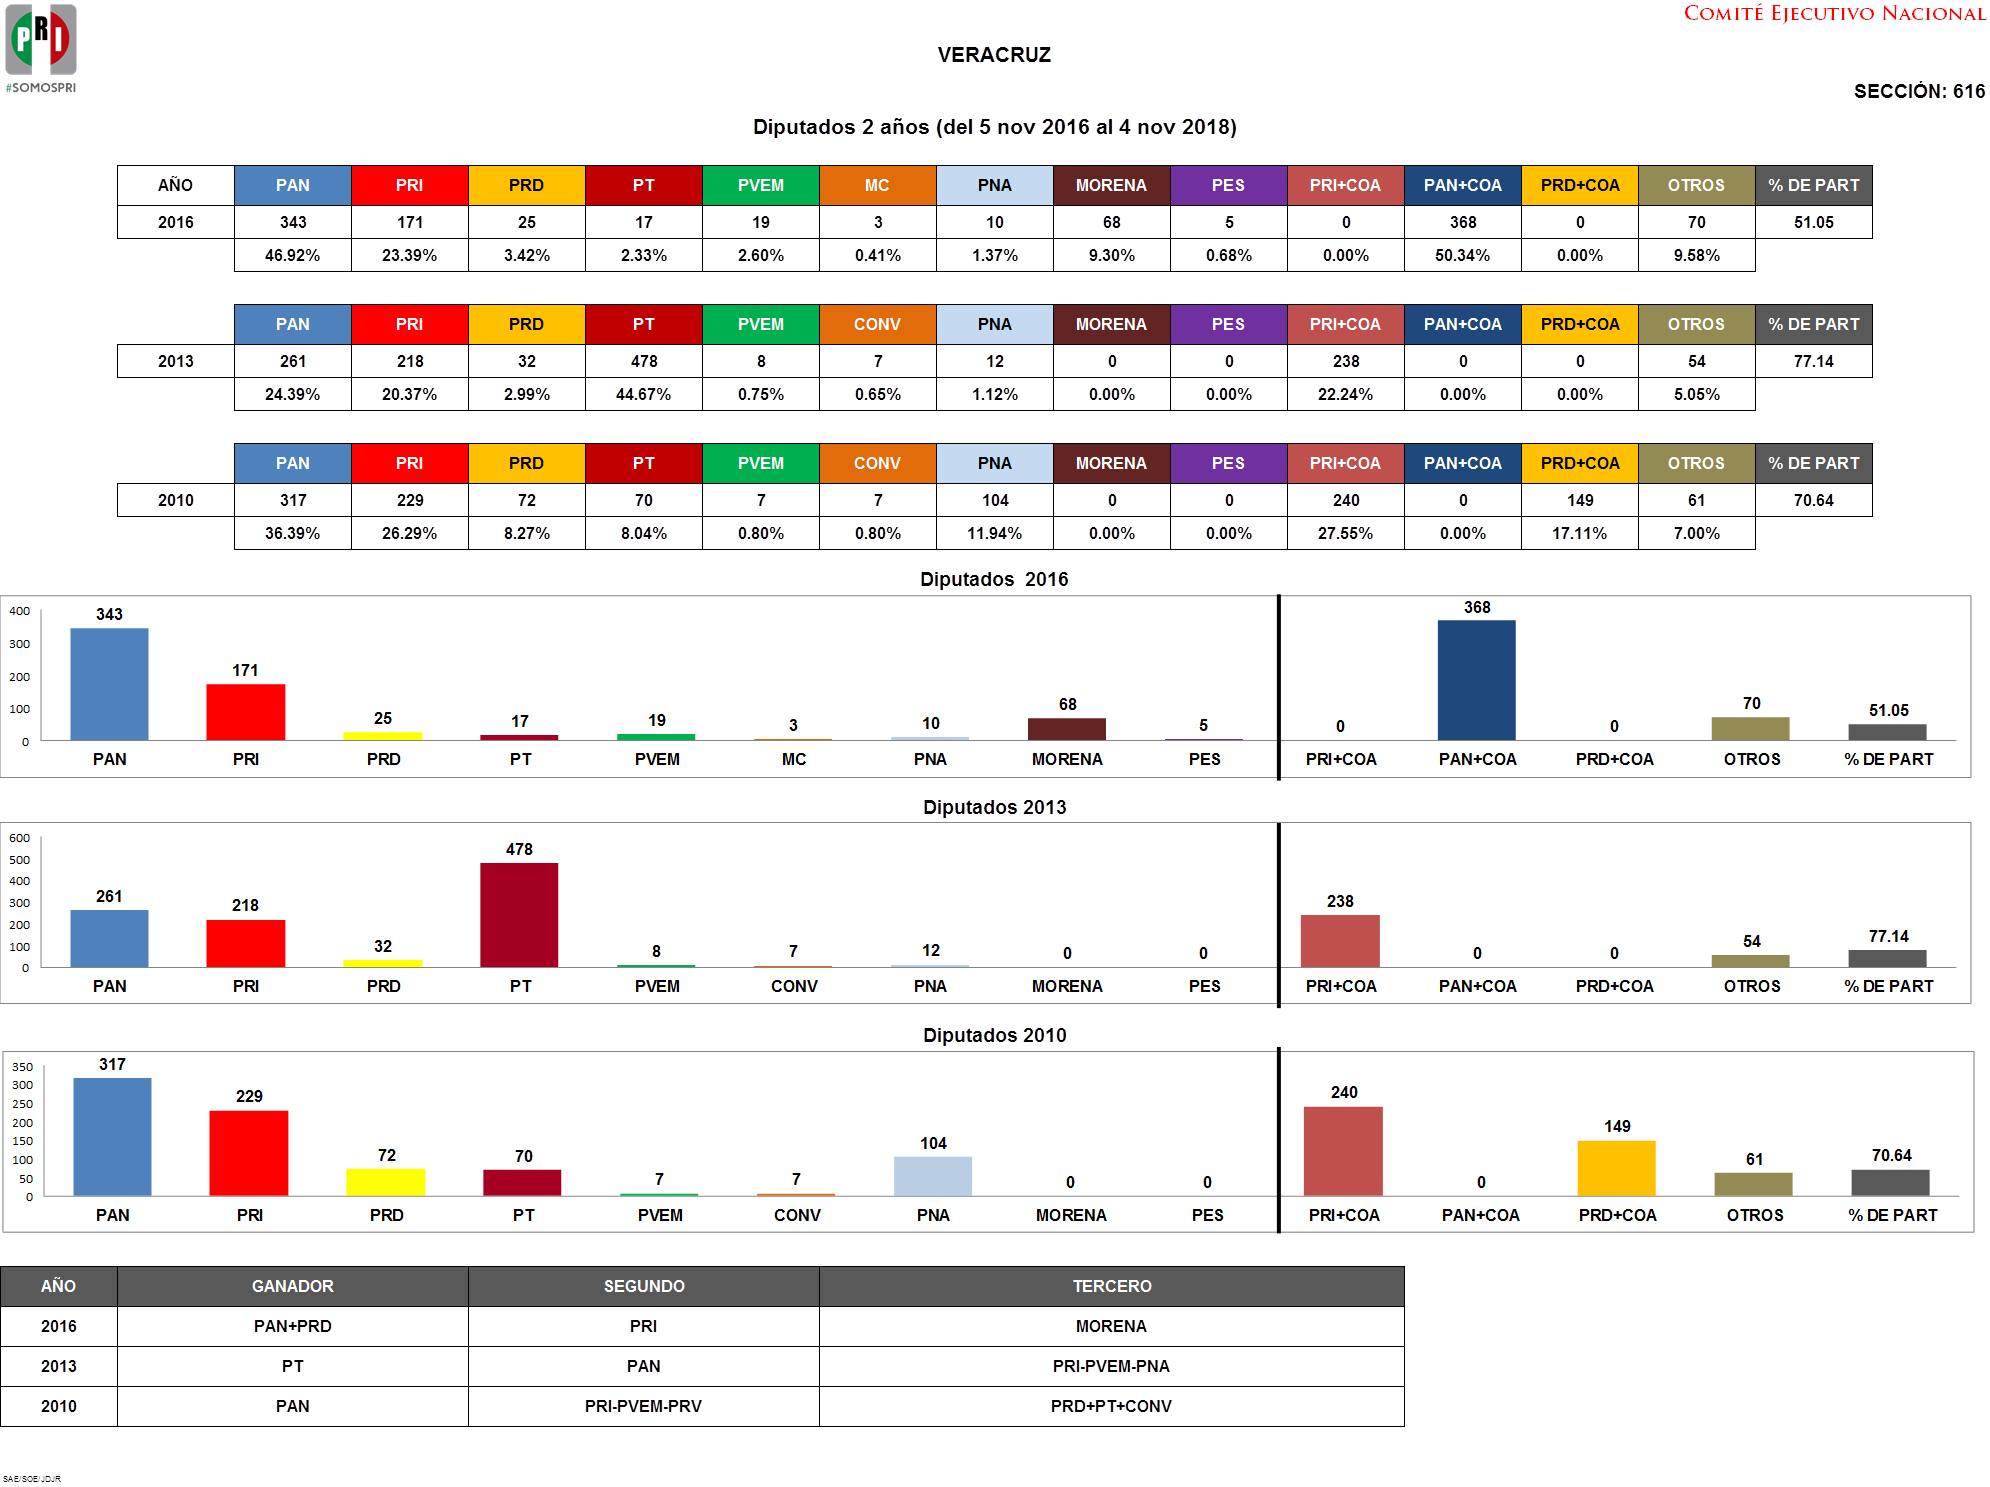 COMITÉ EJECUTIVO NACIONAL
PRI
#SOMOSPRI
VERACRUZ
SECCIÓN: 616
Diputados 2 años (del 5 nov 2016 al 4 nov 2018)
AÑO PAN PRI PRD PT PVEM MC PNA MORENA PES PRI+COA PAN+COA PRD+COA OTROS % DE PART
2016 343 171 25 17 19 3 10 68 5 0 368 0 70 51.05
46.92% 23.39% 3.42% 2.33% 2.60% 0.41% 1.37% 9.30% 0.68% 0.00% 50.34% 0.00% 9.58%
PAN PRI PRD PT PVEM CONV PNA MORENA PES PRI+COA PAN+COA PRD+COA OTROS % DE PART
2013 261 218 32 478 8 7 12 0 0 238 0 0 54 77.14
24.39% 20.37% 2.99% 44.67% 0.75% 0.65% 1.12% 0.00% 0.00% 22.24% 0.00% 0.00% 5.05%
PAN PRI PRD PT PVEM CONV PNA MORENA PES PRI+COA PAN+COA PRD+COA OTROS % DE PART
2010 317 229 72 70 7 7 104 0 0 240 0 149 61 70.64
36.39% 26.29% 8.27% 8.04% 0.80% 0.80% 11.94% 0.00% 0.00% 27.55% 0.00% 17.11% 7.00%
Diputados 2016
400
300
200
100
0
343 171 25 17 19 3 10 68 5 0 368 0 70 51.05
PAN PRI PRD PT PVEM MC PNA MORENA PES PRI+COA PAN+COA PRD+COA OTROS % DE PART
Diputados 2013
600
500
400
300
200
100
0
261 218 32 478 8 7 12 0 0 238 0 0 54 77.14
PAN PRI PRD PT PVEM CONV PNA MORENA PES PRI+COA PAN+COA PRD+COA OTROS % DE PART
Diputados 2010
350
300
250
200
150
100
50
0
317 229 72 70 7 7 104 0 0 240 0 149 61 70.64
PAN PRI PRD PT PVEM CONV PNA MORENA PES PRI+COA PAN+COA PRD+COA OTROS % DE PART
AÑO GANADOR SEGUNDO TERCERO
2016 PAN+PRD PRI MORENA
2013 PT PAN PRI-PVEM-PNA
2010 PAN PRI-PVEM-PRV PRD+PT+CONV
SAE/SOE/JDJR